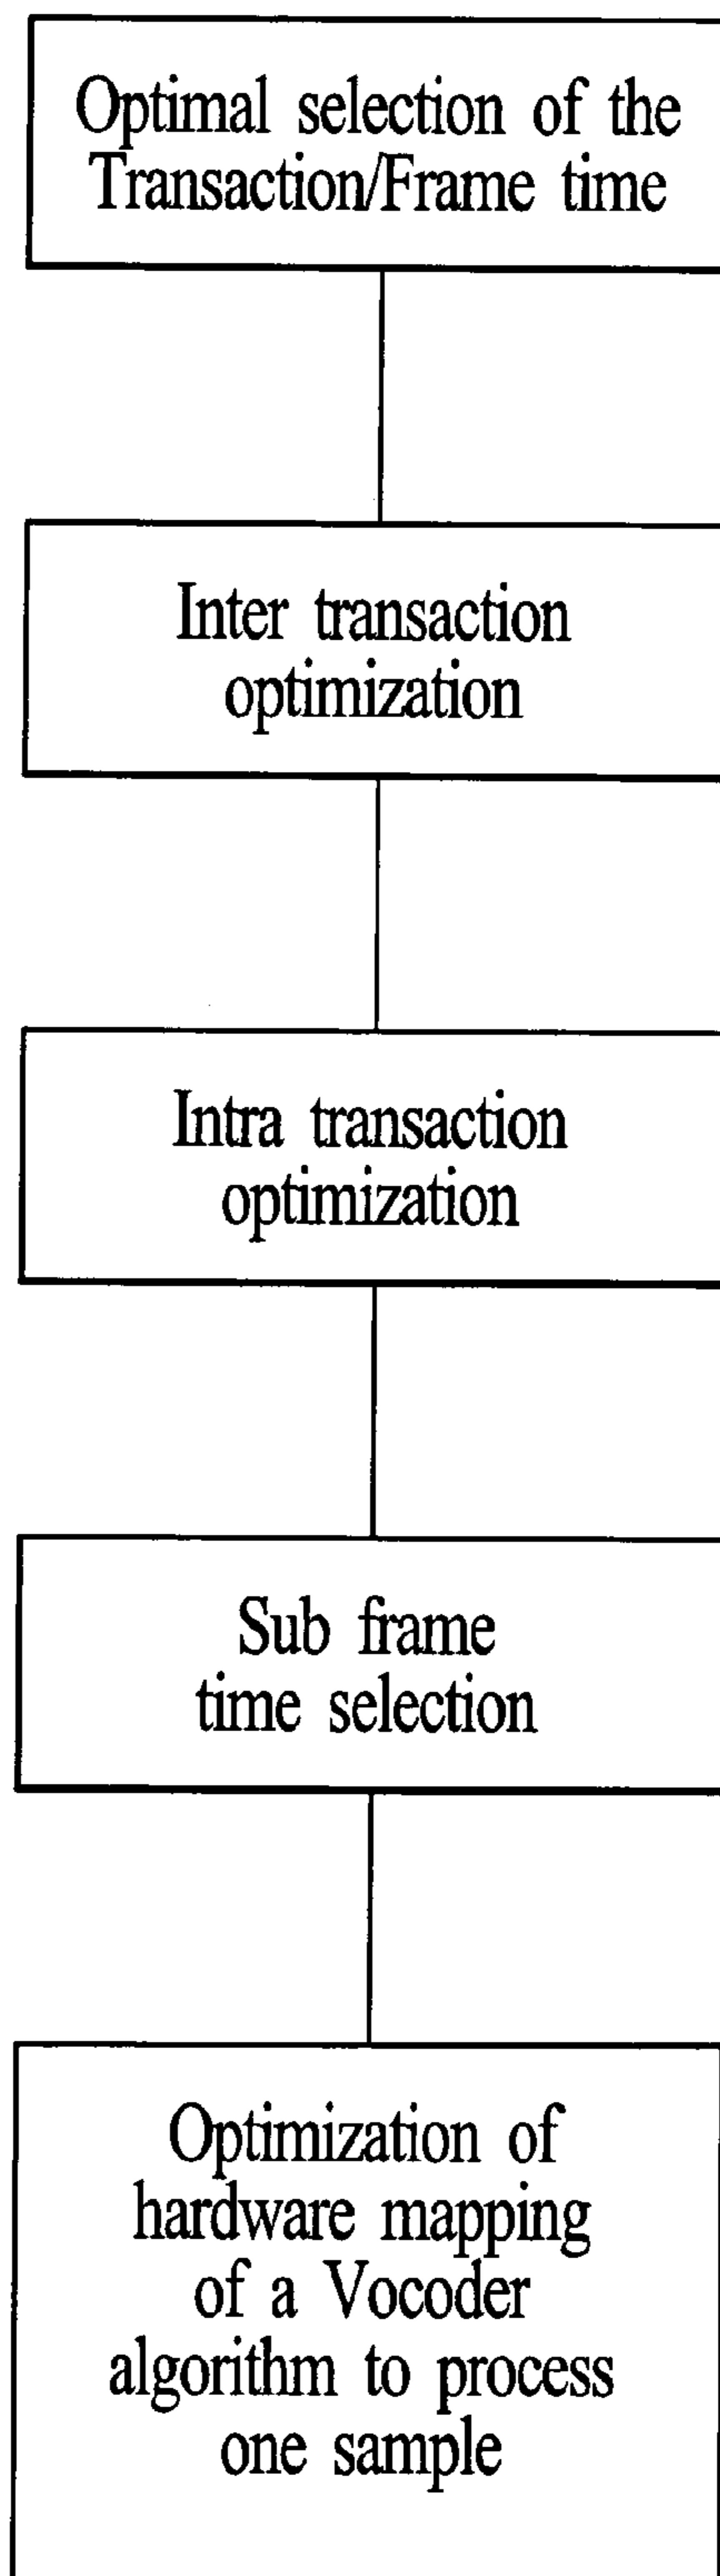 Optimal selection of the
Transaction/Frame time
Inter transaction
optimization
Intra transaction
optimization
Sub frame
time selection
Optimization of
hardware mapping
of a Vocoder
algorithm to process
one sample